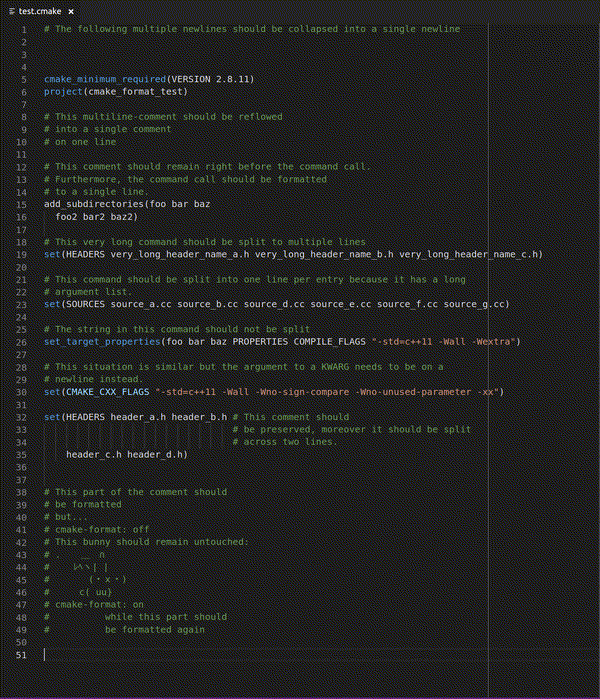 test.cmake ×
1 # The following multiple newlines should be collapsed into a single newline
2
3
4
5 cmake_minimum_required(VERSION 2.8.11)
6 project(cmake_format_test)
7
8 # This multiline-comment should be reflowed
9 # into a single comment
10 # on one line
11
12 # This comment should remain right before the command call.
13 # Furthermore, the command call should be formatted
14 # to a single line.
15 add_subdirectories(foo bar baz
16   foo2 bar2 baz2)
17
18 # This very long command should be split to multiple lines
19 set(HEADERS very_long_header_name_a.h very_long_header_name_b.h very_long_header_name_c.h)
20
21 # This command should be split into one line per entry because it has a long
22 # argument list.
23 set(SOURCES source_a.cc source_b.cc source_d.cc source_e.cc source_f.cc source_g.cc)
24
25 # The string in this command should not be split
26 set_target_properties(foo bar baz PROPERTIES COMPILE_FLAGS "-std=c++11 -Wall -Wextra")
27
28 # This situation is similar but the argument to a KWARG needs to be on a
29 # newline instead.
30 set(CMAKE_CXX_FLAGS "-std=c++11 -Wall -Wno-sign-compare -Wno-unused-parameter -xx")
31
32 set(HEADERS header_a.h header_b.h # This comment should
33                                   # be preserved, moreover it should be split
34                                   # across two lines.
35     header_c.h header_d.h)
36
37
38 # This part of the comment should
39 # be formatted
40 # but...
41 # cmake-format: off
42 # This bunny should remain untouched:
43 # .   __ ∩
44 #    ﾚﾍヽ| |
45 #       (・x・)
46 #     c( uu}
47 # cmake-format: on
48 #          while this part should
49 #          be formatted again
50
51